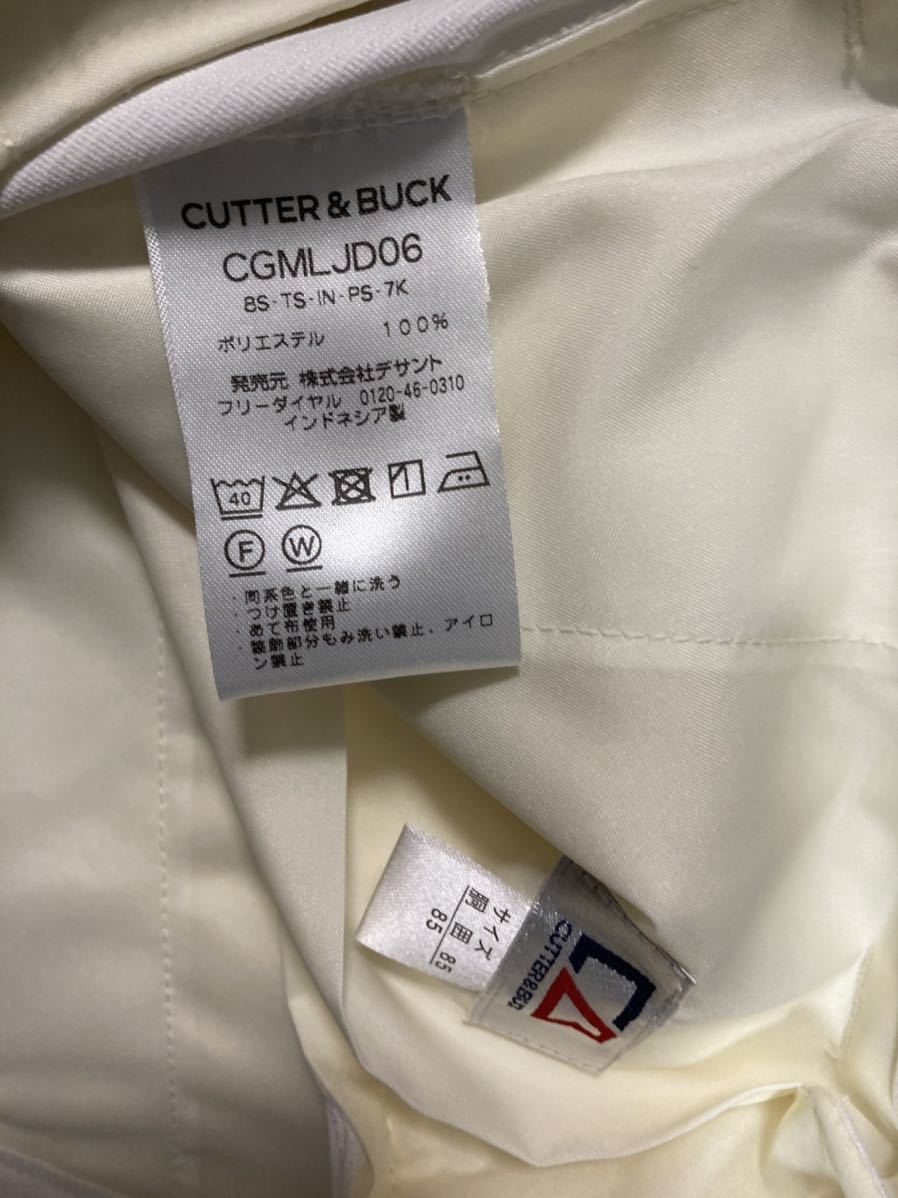 CUTTER & BUCK
CGMLJD06
8S-TS-IN-PS-7K
ポリエステル 100%
発売元 株式会社デサント
フリーダイヤル 0120-46-0310
インドネシア製
40
F W
・同系色と一緒に洗う
・つけ置き禁止
・あて布使用
・装飾部分もみ洗い禁止、アイロ
ン禁止
サイズ 85
胴囲 85
CUTTER&BUC